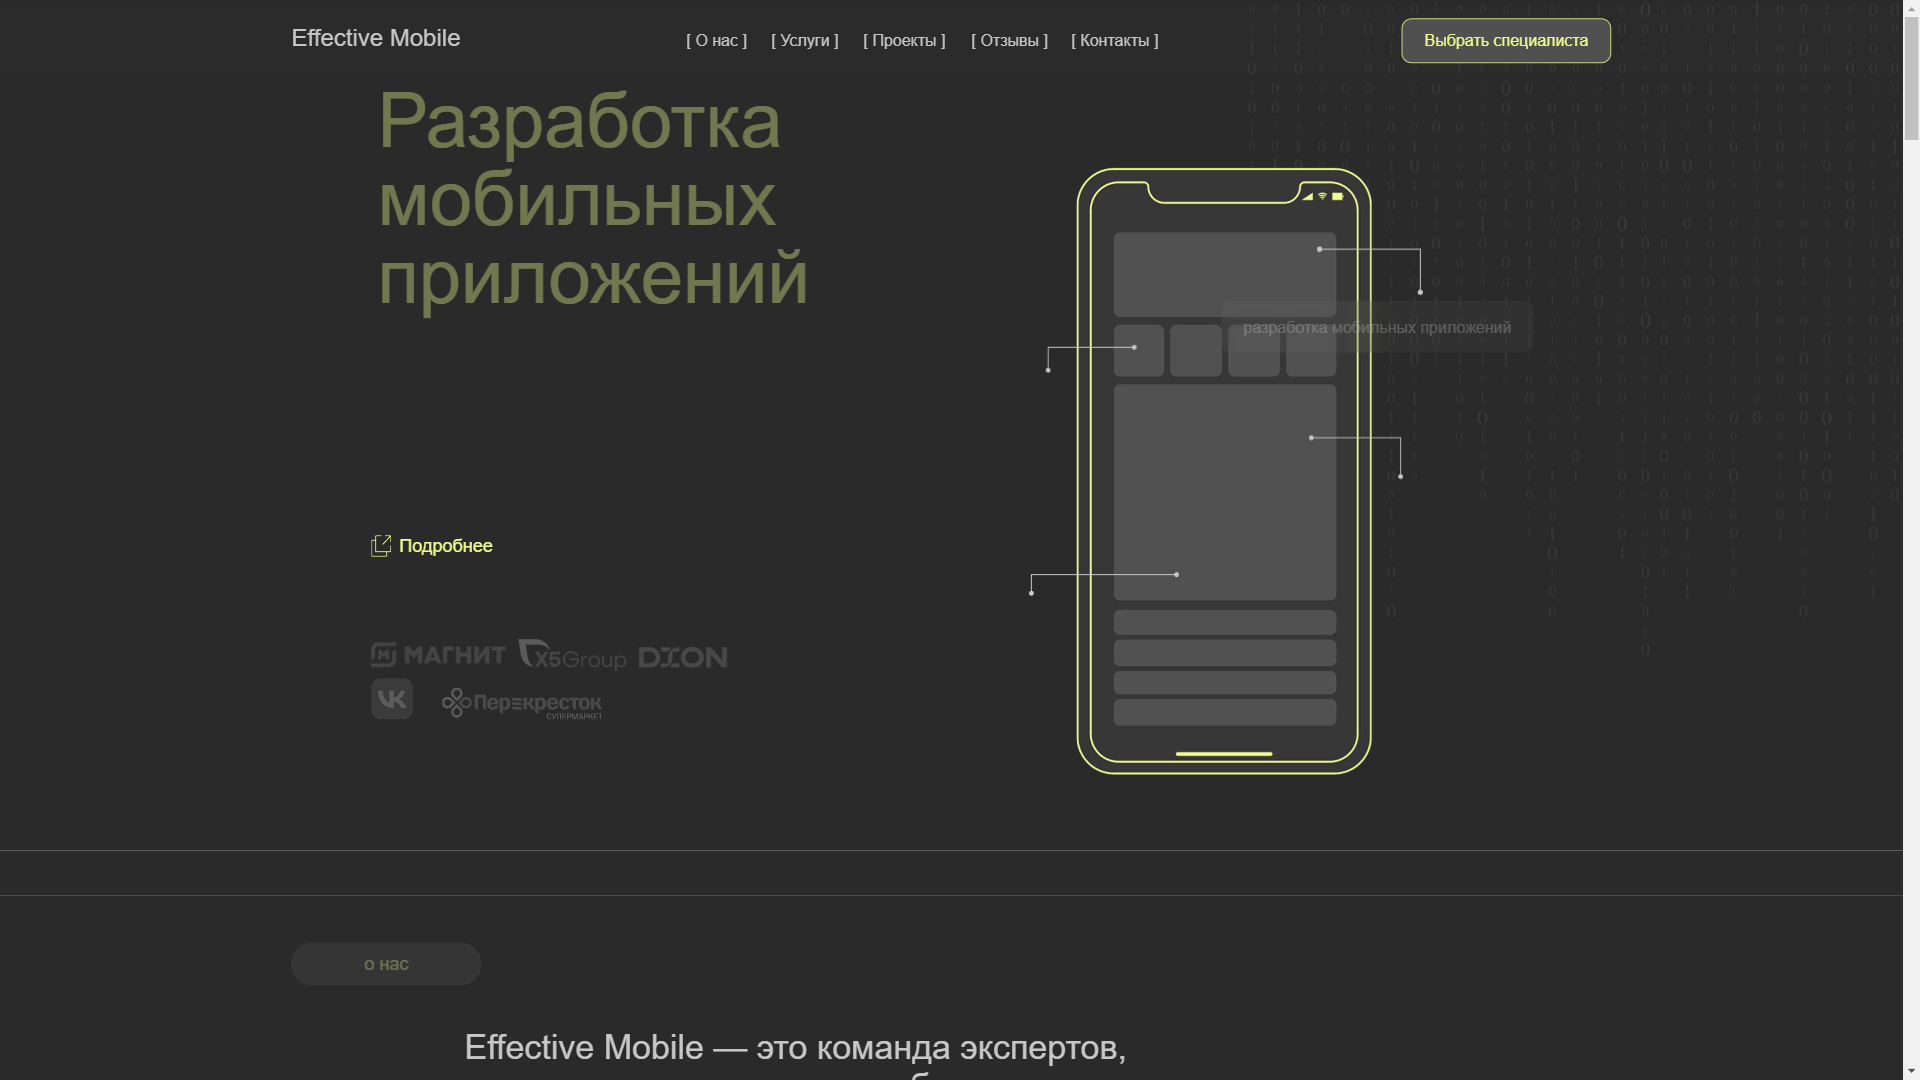 Effective Mobile
[ О нас ] [ Услуги ] [ Проекты ] [ Отзывы ] [ Контакты ]
Выбрать специалиста
Разработка
мобильных
приложений
разработка мобильных приложений
Подробнее
МАГНИТ X5Group DION
VK Перекресток
СУПЕРМАРКЕТ
о нас
Effective Mobile — это команда экспертов,